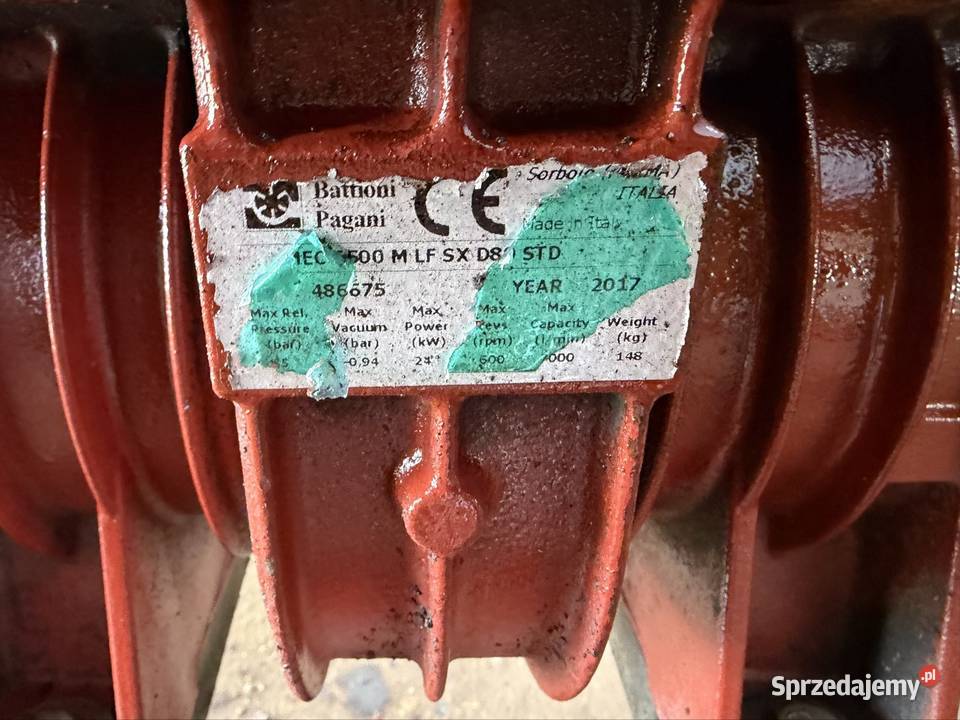 Battioni
Pagani
CE
Sorbolo
ITALIA
Made in Italy
500 M LF SX D8 STD
486675 YEAR 2017
Max Rel. Pressure (bar)
Max Vacuum (bar)
Max Power (kW)
Max Revs (rpm)
Max Capacity (l/min)
Weight (kg)
0,94
600
148
Sprzedajemy.pl